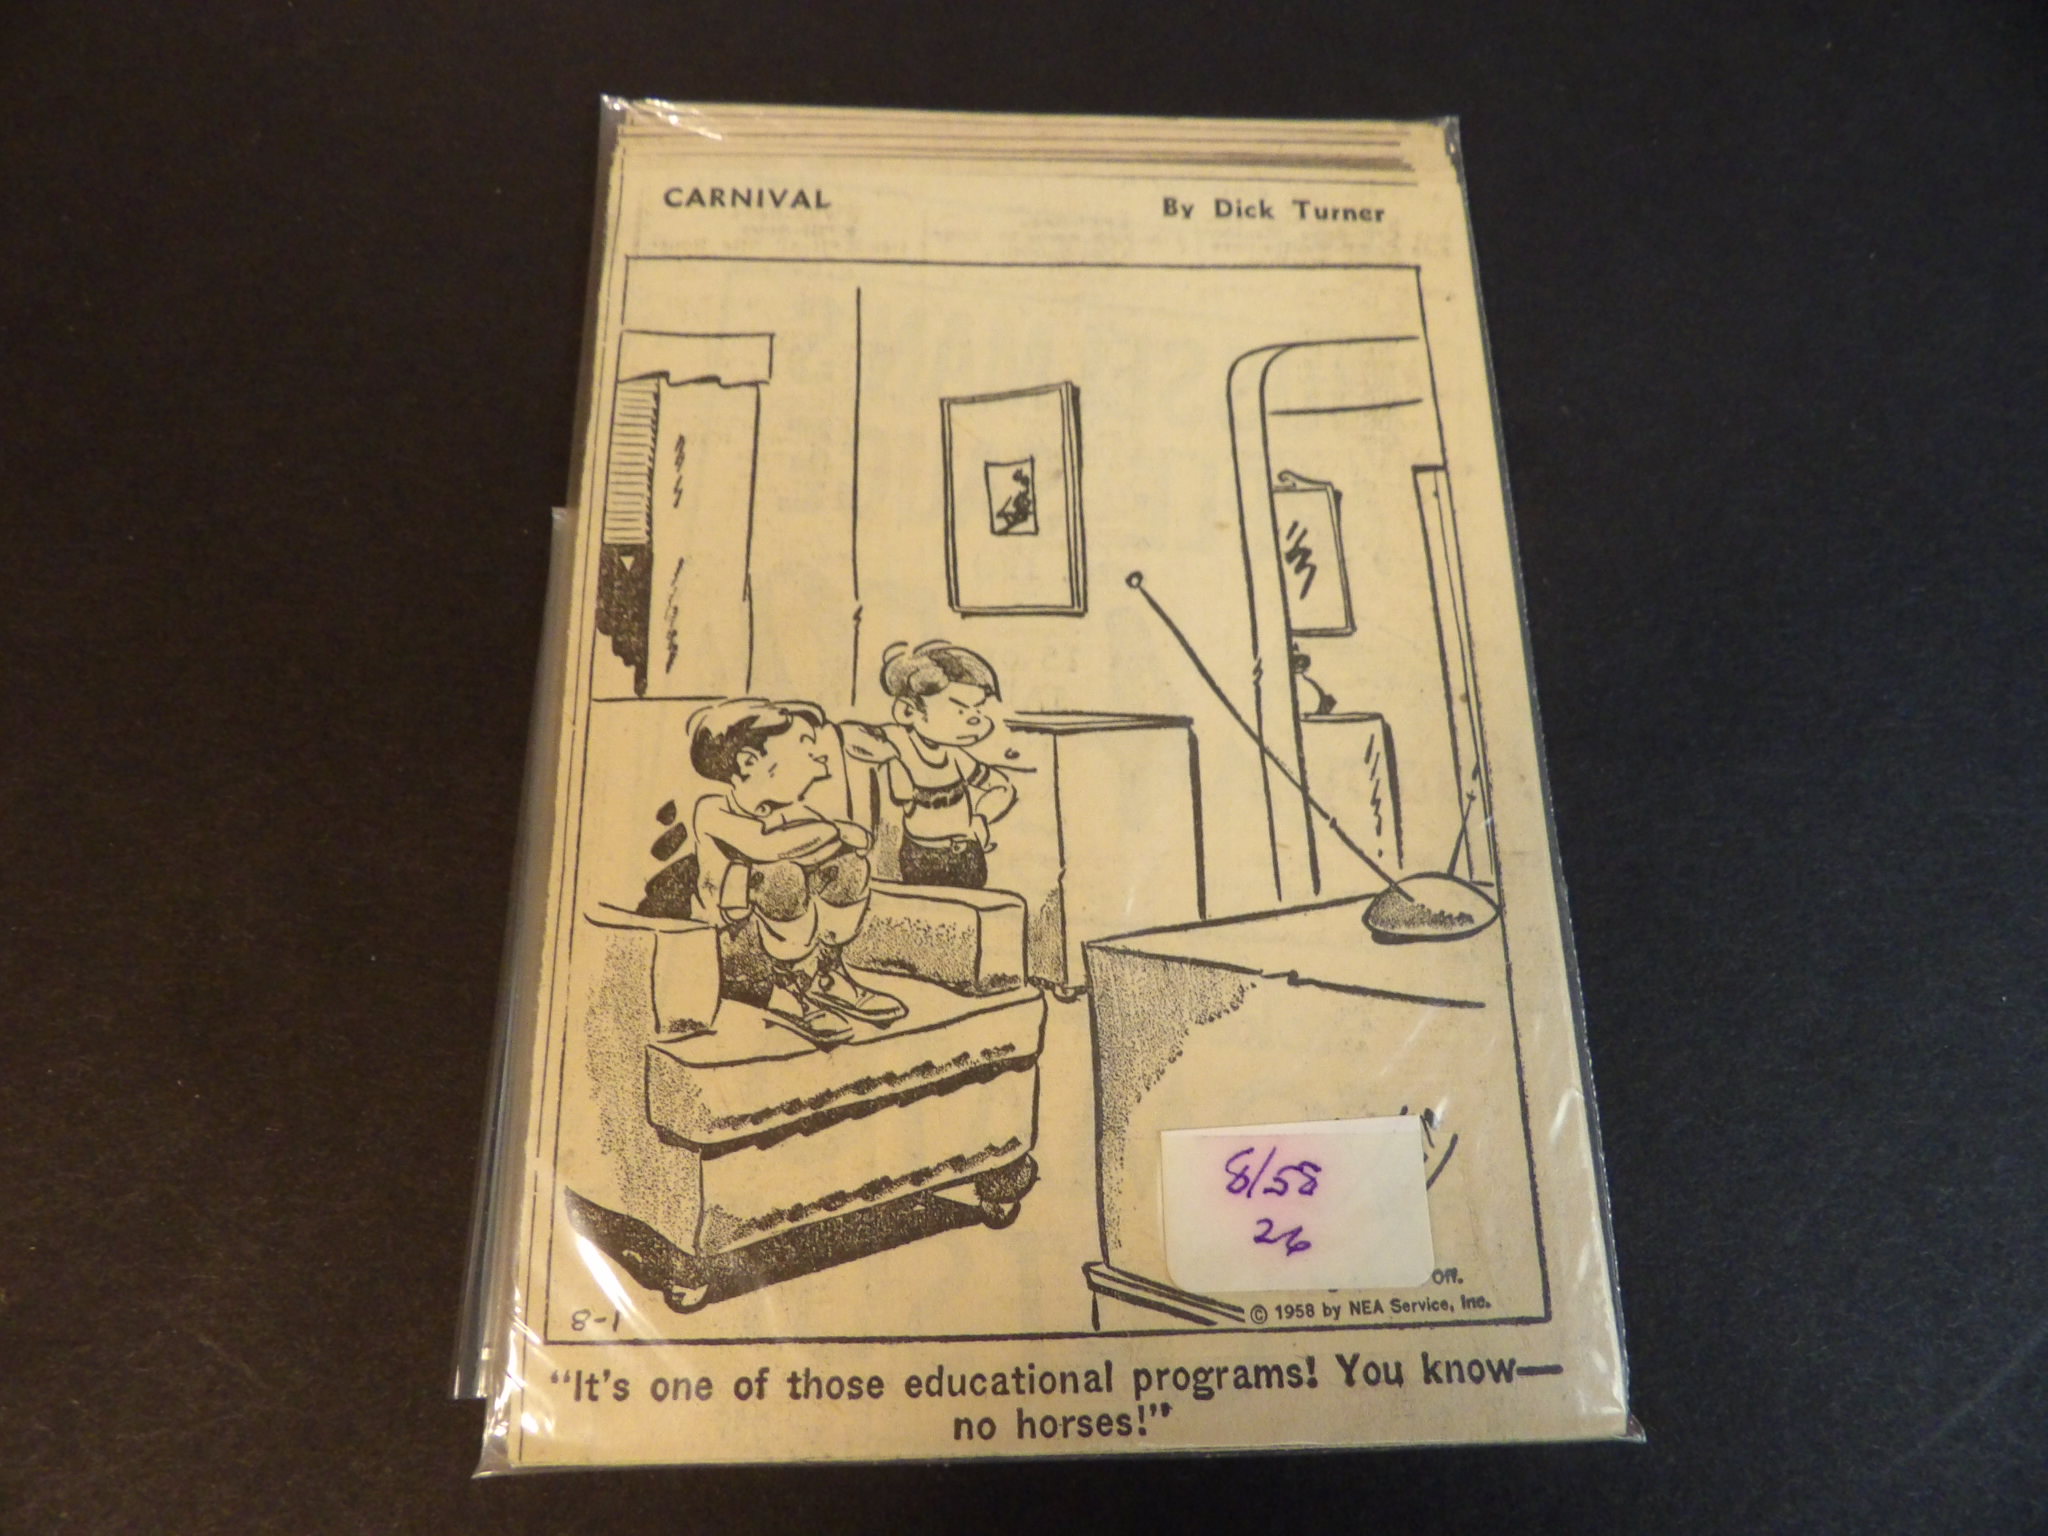 CARNIVAL
By Dick Turner
8/58
26
Off.
8-1
© 1958 by NEA Service, Inc.
"It's one of those educational programs! You know—
no horses!"